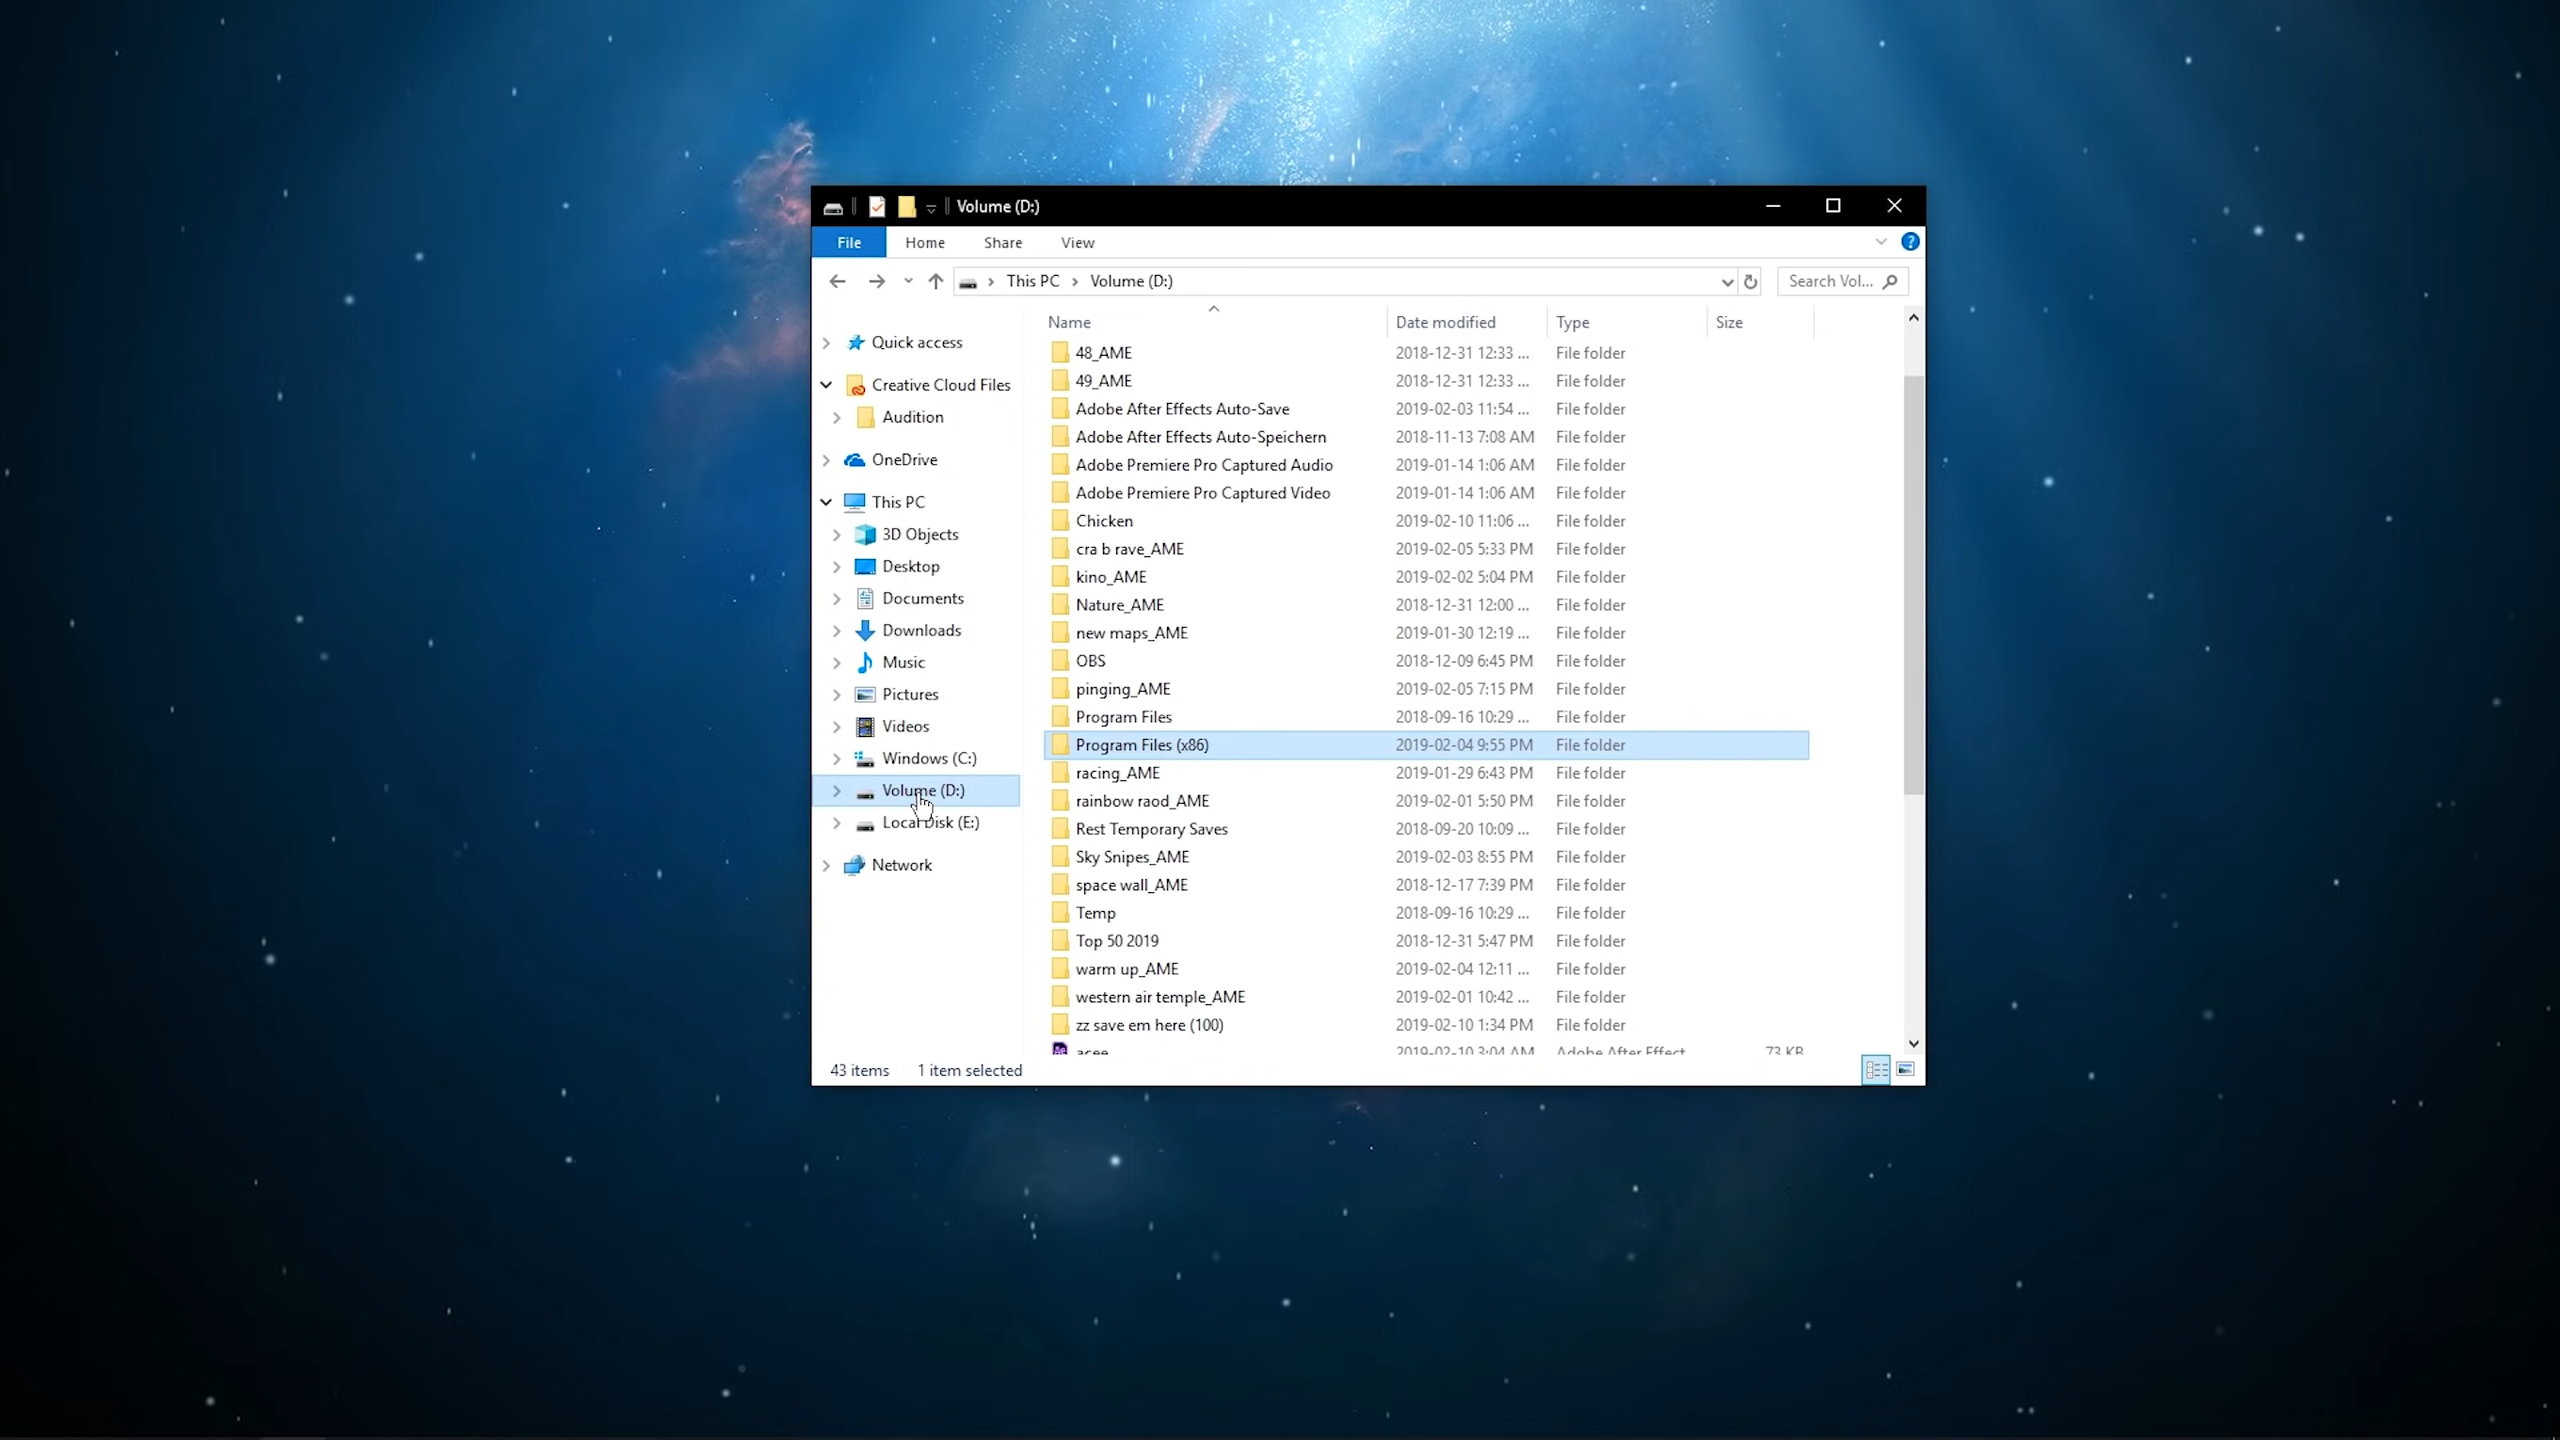 Volume (D:)
File Home Share View
This PC Volume (D:) Search Vol...
Name Date modified Type Size
Quick access
Creative Cloud Files
Audition
OneDrive
This PC
3D Objects
Desktop
Documents
Downloads
Music
Pictures
Videos
Windows (C:)
Volume (D:)
Local Disk (E:)
Network
48_AME 2018-12-31 12:33 ... File folder
49_AME 2018-12-31 12:33 ... File folder
Adobe After Effects Auto-Save 2019-02-03 11:54 ... File folder
Adobe After Effects Auto-Speichern 2018-11-13 7:08 AM File folder
Adobe Premiere Pro Captured Audio 2019-01-14 1:06 AM File folder
Adobe Premiere Pro Captured Video 2019-01-14 1:06 AM File folder
Chicken 2019-02-10 11:06 ... File folder
cra b rave_AME 2019-02-05 5:33 PM File folder
kino_AME 2019-02-02 5:04 PM File folder
Nature_AME 2018-12-31 12:00 ... File folder
new maps_AME 2019-01-30 12:19 ... File folder
OBS 2018-12-09 6:45 PM File folder
pinging_AME 2019-02-05 7:15 PM File folder
Program Files 2018-09-16 10:29 ... File folder
Program Files (x86) 2019-02-04 9:55 PM File folder
racing_AME 2019-01-29 6:43 PM File folder
rainbow raod_AME 2019-02-01 5:50 PM File folder
Rest Temporary Saves 2018-09-20 10:09 ... File folder
Sky Snipes_AME 2019-02-03 8:55 PM File folder
space wall_AME 2018-12-17 7:39 PM File folder
Temp 2018-09-16 10:29 ... File folder
Top 50 2019 2018-12-31 5:47 PM File folder
warm up_AME 2019-02-04 12:11 ... File folder
western air temple_AME 2019-02-01 10:42 ... File folder
zz save em here (100) 2019-02-10 1:34 PM File folder
acee 2019-02-10 3:04 AM Adobe After Effect... 73 KB
43 items 1 item selected